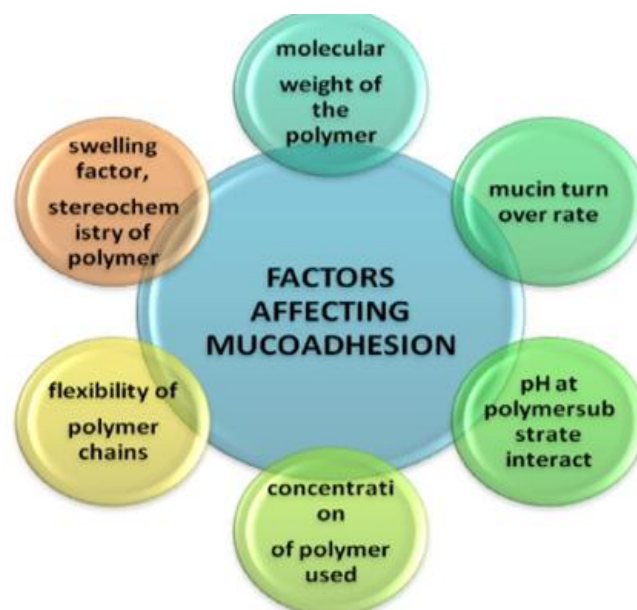 molecular
weight of
the
polymer
mucin turn
over rate
pH at
polymersub
strate
interact
concentrati
on
of polymer
used
flexibility of
polymer
chains
swelling
factor,
stereochem
istry of
polymer
FACTORS
AFFECTING
MUCOADHESION